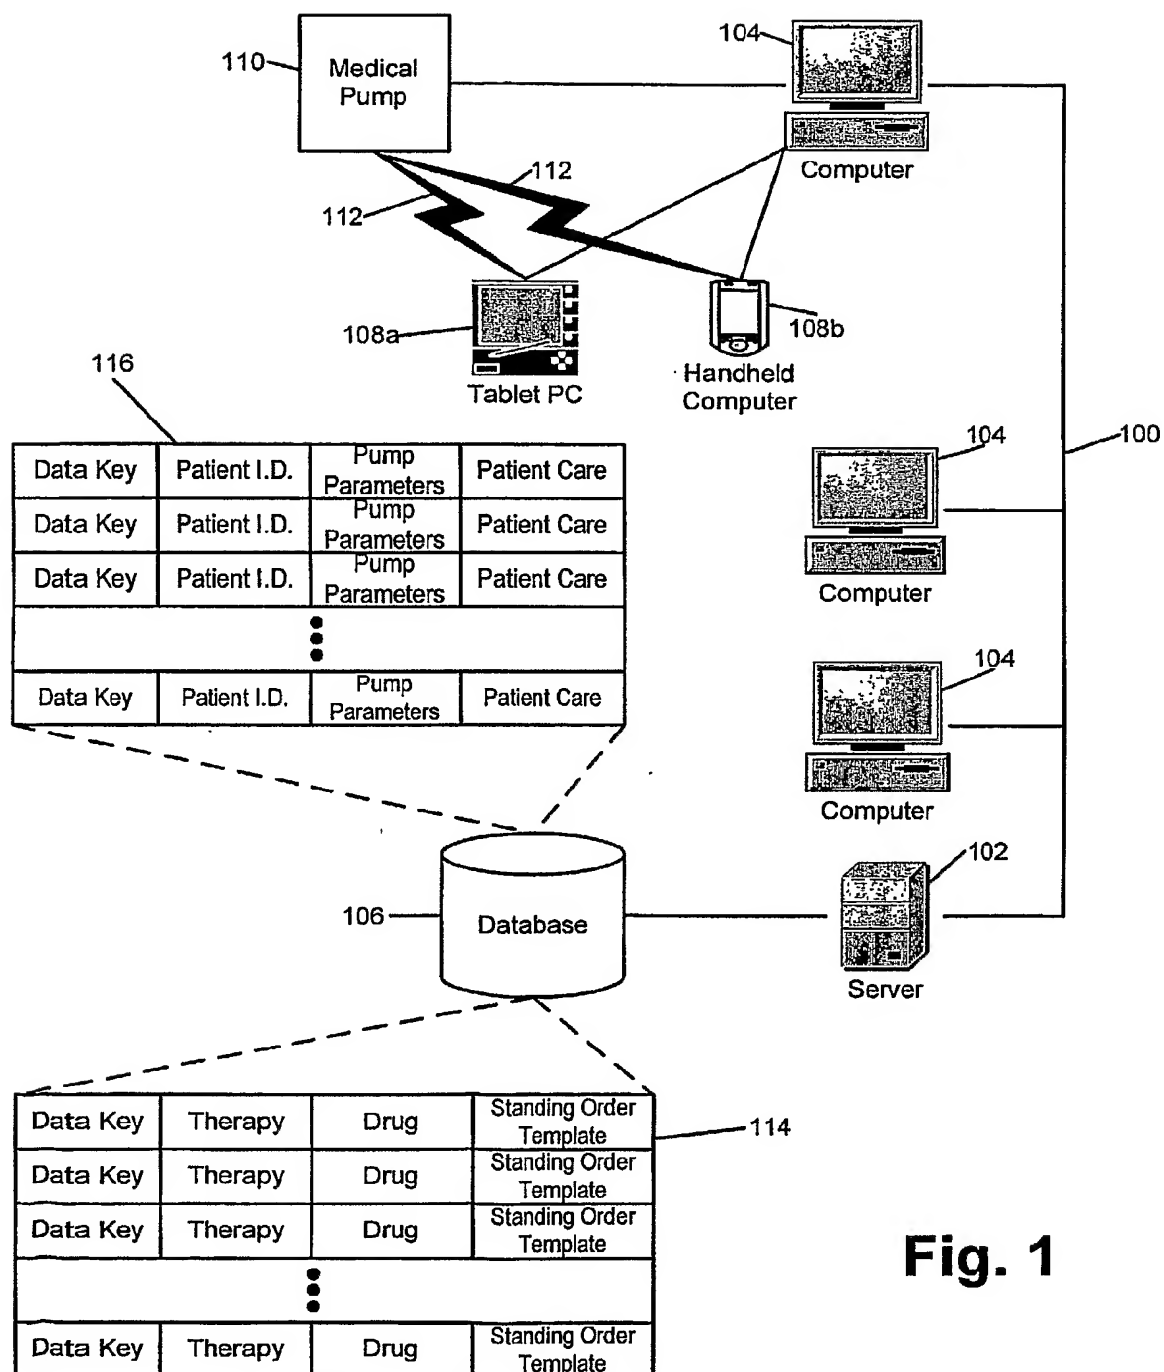 104
110
Medical
Pump
Computer
112
112
108a
108b
Tablet PC
Handheld
Computer
116
104
100
Data Key Patient I.D. Pump Parameters Patient Care
Data Key Patient I.D. Pump Parameters Patient Care
Data Key Patient I.D. Pump Parameters Patient Care
Computer
Data Key Patient I.D. Pump Parameters Patient Care
104
Computer
102
106
Database
Server
Data Key Therapy Drug Standing Order Template
114
Data Key Therapy Drug Standing Order Template
Data Key Therapy Drug Standing Order Template
Fig. 1
Data Key Therapy Drug Standing Order Template